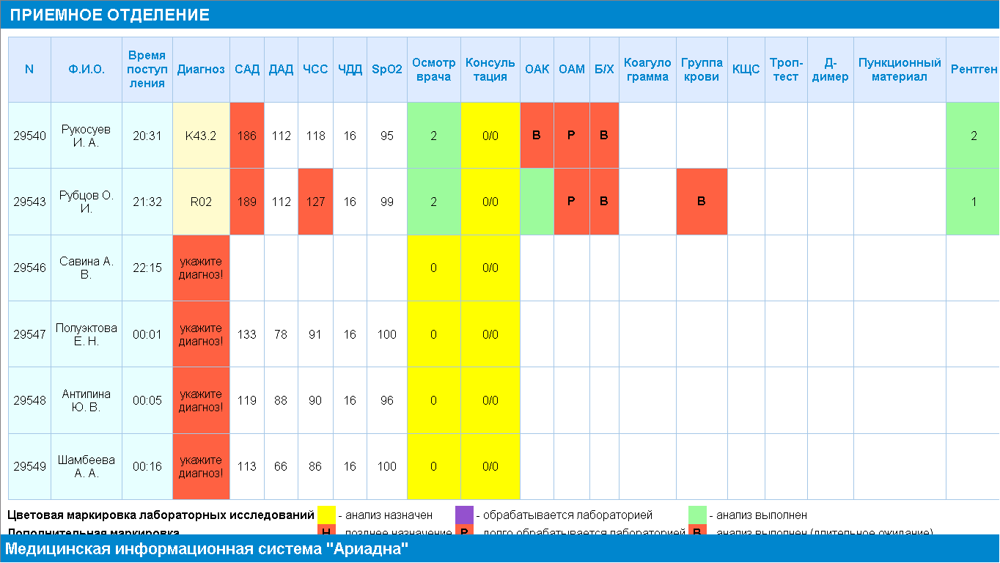 ПРИЕМНОЕ ОТДЕЛЕНИЕ
N Ф.И.О. Время поступ ления Диагноз САД ДАД ЧСС ЧДД SpO2 Осмотр врача Консуль тация ОАК ОАМ Б/Х Коагуло грамма Группа крови КЩС Троп- тест Д- димер Пункционный материал Рентген
29540 Рукосуев И. А. 20:31 K43.2 186 112 118 16 95 2 0/0 В Р В 2
29543 Рубцов О. И. 21:32 R02 189 112 127 16 99 2 0/0 Р В В 1
29546 Савина А. В. 22:15 укажите диагноз! 0 0/0
29547 Полуэктова Е. Н. 00:01 укажите диагноз! 133 78 91 16 100 0 0/0
29548 Антипина Ю. В. 00:05 укажите диагноз! 119 88 90 16 96 0 0/0
29549 Шамбеева А. А. 00:16 укажите диагноз! 113 66 86 16 100 0 0/0
Цветовая маркировка лабораторных исследований - анализ назначен - обрабатывается лабораторией - анализ выполнен
Дополнительная маркировка Н - позднее назначение Р - долго обрабатывается лабораторией В - анализ выполнен (длительное ожидание)
Медицинская информационная система "Ариадна"